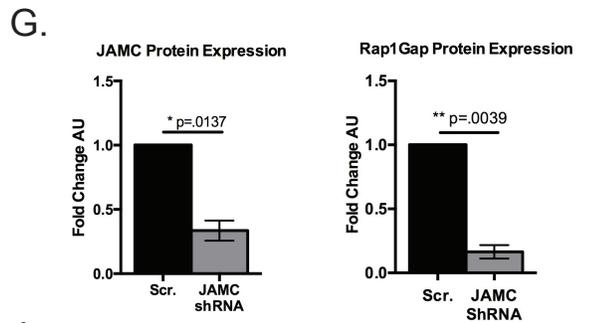 G.
JAMC Protein Expression
1.5
1.0
0.5
0.0
Fold Change AU
* p=.0137
Scr.
JAMC
shRNA
Rap1Gap Protein Expression
1.5
1.0
0.5
0.0
Fold Change AU
** p=.0039
Scr.
JAMC
ShRNA